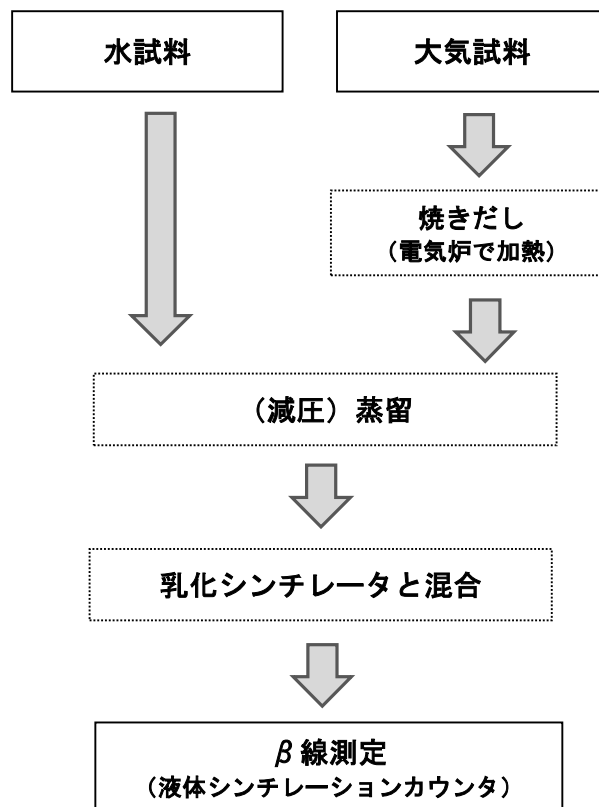 水試料
大気試料
焼きだし
（電気炉で加熱）
（減圧）蒸留
乳化シンチレータと混合
β線測定
（液体シンチレーションカウンタ）